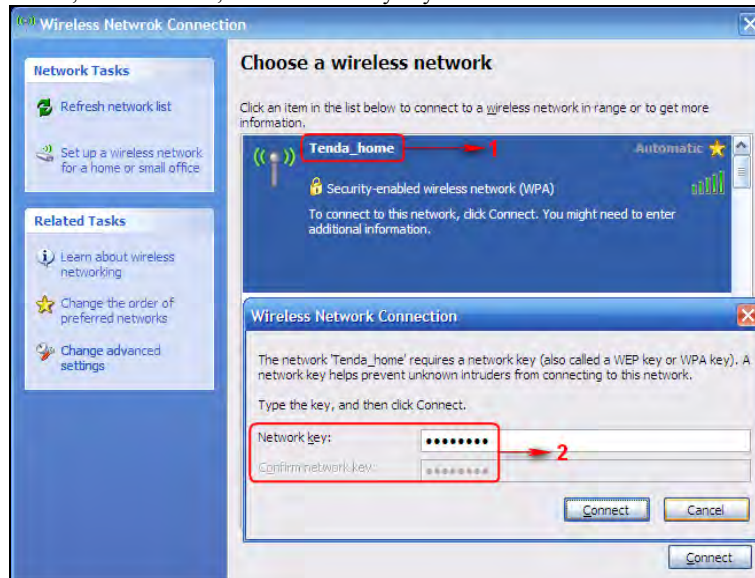 Wireless Netwrok Connection
Network Tasks
Refresh network list
Set up a wireless network
for a home or small office
Related Tasks
Learn about wireless
networking
Change the order of
preferred networks
Change advanced
settings
Choose a wireless network
Click an item in the list below to connect to a wireless network in range or to get more
information.
Tenda_home
1
Automatic
Security-enabled wireless network (WPA)
To connect to this network, click Connect. You might need to enter
additional information.
Wireless Network Connection
The network 'Tenda_home' requires a network key (also called a WEP key or WPA key). A
network key helps prevent unknown intruders from connecting to this network.
Type the key, and then click Connect.
Network key:
••••••••
2
Confirm network key:
••••••••
Connect
Cancel
Connect